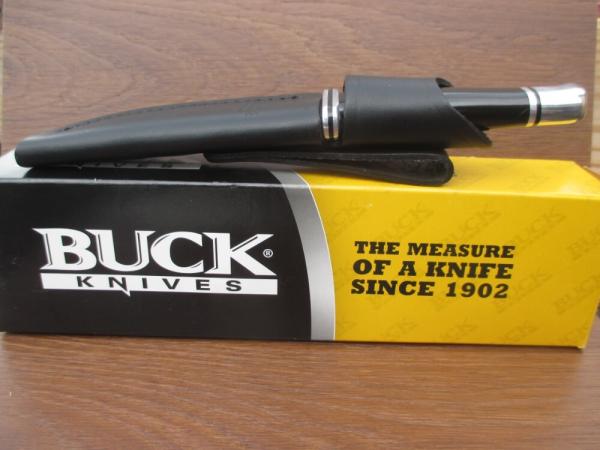 BUCK®
KNIVES
THE MEASURE
OF A KNIFE
SINCE 1902